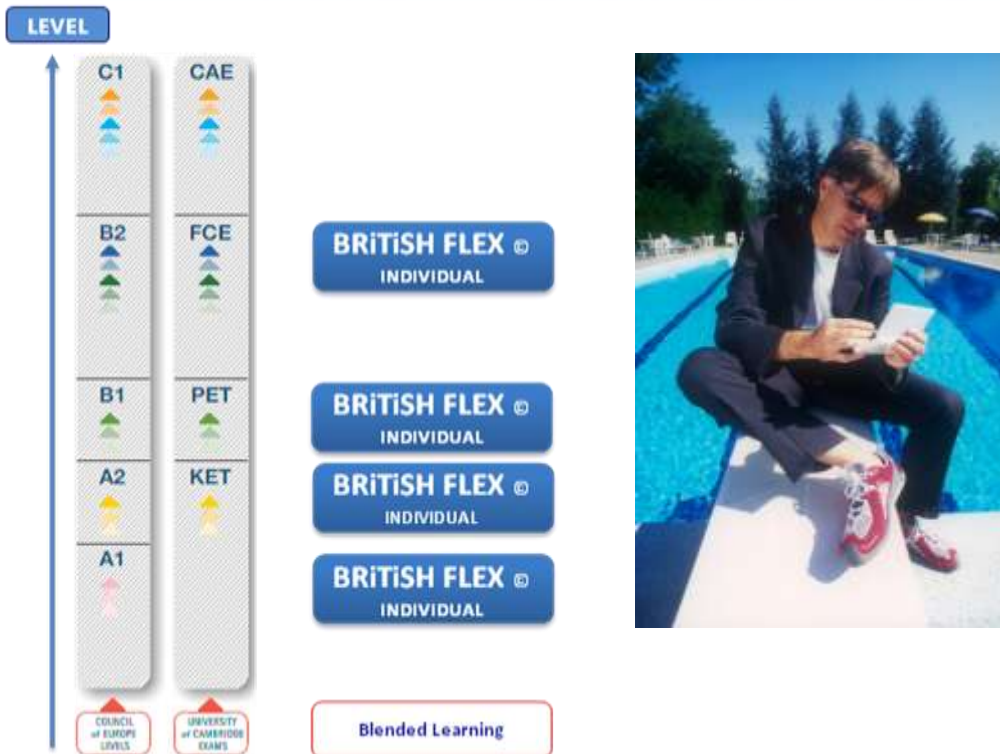 LEVEL
C1
CAE
B2
FCE
BRiTiSH FLEX ©
INDIVIDUAL
B1
PET
BRiTiSH FLEX ©
INDIVIDUAL
A2
KET
BRiTiSH FLEX ©
INDIVIDUAL
A1
BRiTiSH FLEX ©
INDIVIDUAL
COUNCIL
of EUROPE
LEVELS
UNIVERSITY
of CAMBRIDGE
EXAMS
Blended Learning